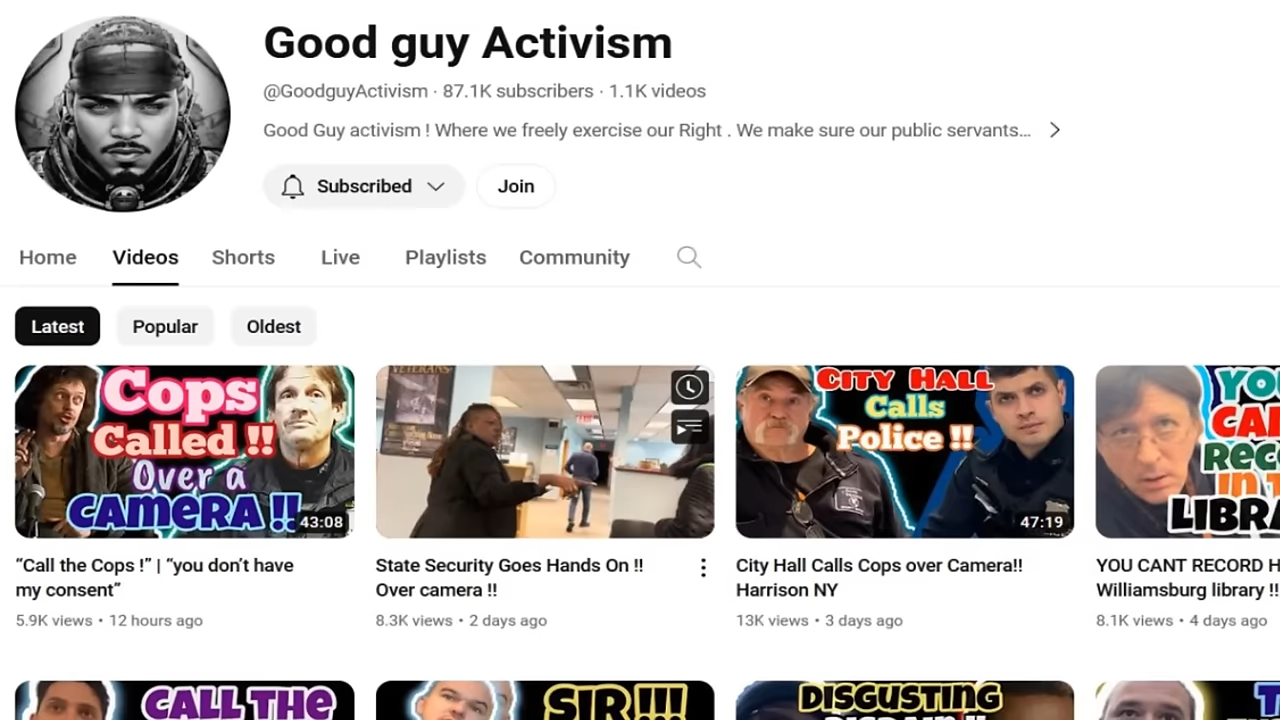 Good guy Activism
@GoodguyActivism · 87.1K subscribers · 1.1K videos
Good Guy activism ! Where we freely exercise our Right . We make sure our public servants...
Subscribed
Join
Home Videos Shorts Live Playlists Community
Latest Popular Oldest
Cops
Called !!
Over a
CAMERA !!
43:08
VETERANS
CITY HALL
Calls
Police !!
47:19
LIBRA
“Call the Cops !” | “you don’t have
my consent”
5.9K views • 12 hours ago
State Security Goes Hands On !!
Over camera !!
8.3K views • 2 days ago
City Hall Calls Cops over Camera!!
Harrison NY
13K views • 3 days ago
YOU CANT RECORD H
Williamsburg library !!
8.1K views • 4 days ago
CALL THE
SIR!!!
DISGUSTING